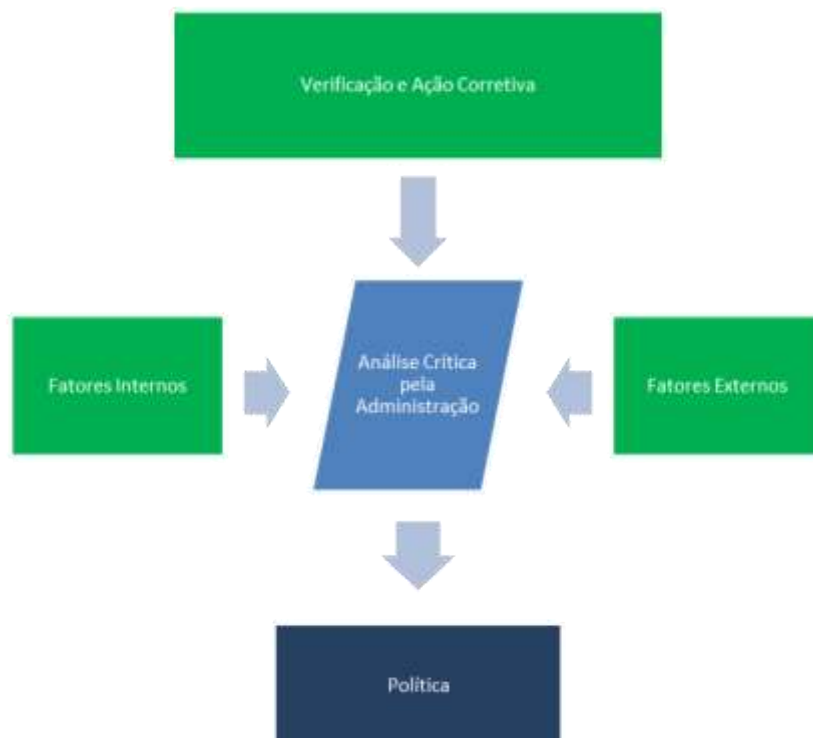 Verificação e Ação Corretiva
Fatores Internos
Análise Crítica
pela
Administração
Fatores Externos
Política